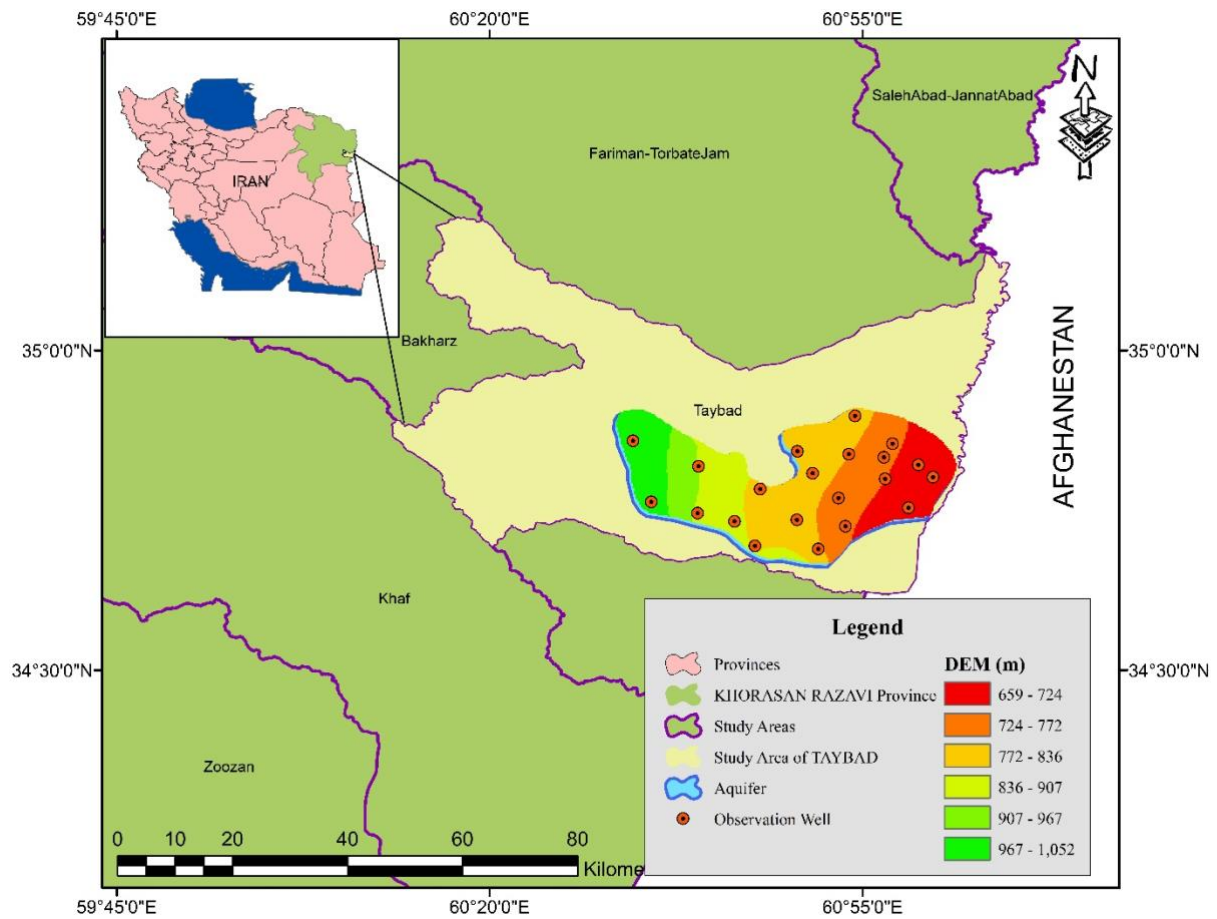 59°45'0"E
60°20'0"E
60°55'0"E
N
SalehAbad-JannatAbad
Fariman-TorbateJam
IRAN
35°0'0"N
Bakharz
35°0'0"N
Taybad
AFGHANESTAN
Khaf
34°30'0"N
34°30'0"N
Zoozan
Legend
Provinces
KHORASAN RAZAVI Province
Study Areas
Study Area of TAYBAD
Aquifer
Observation Well
DEM (m)
659 - 724
724 - 772
772 - 836
836 - 907
907 - 967
967 - 1,052
0 10 20 40 60 80
Kilome
59°45'0"E
60°20'0"E
60°55'0"E